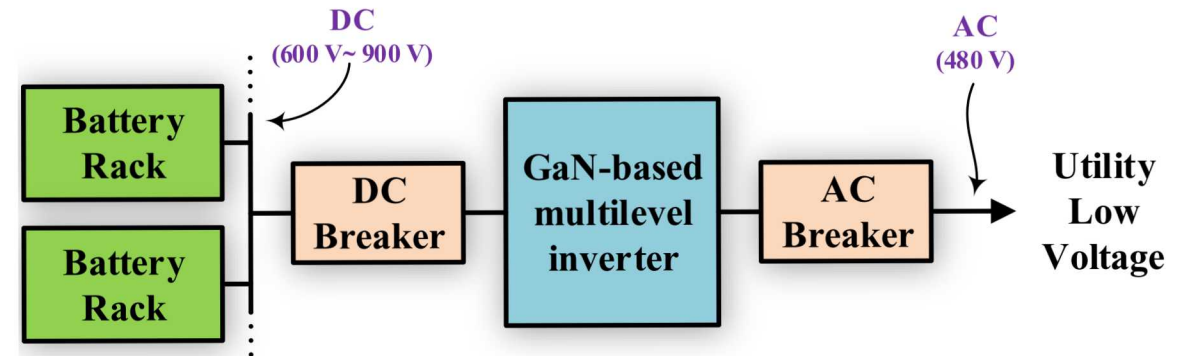 DC
(600 V~ 900 V)
AC
(480 V)
Battery
Rack
Battery
Rack
DC
Breaker
GaN-based
multilevel
inverter
AC
Breaker
Utility
Low
Voltage